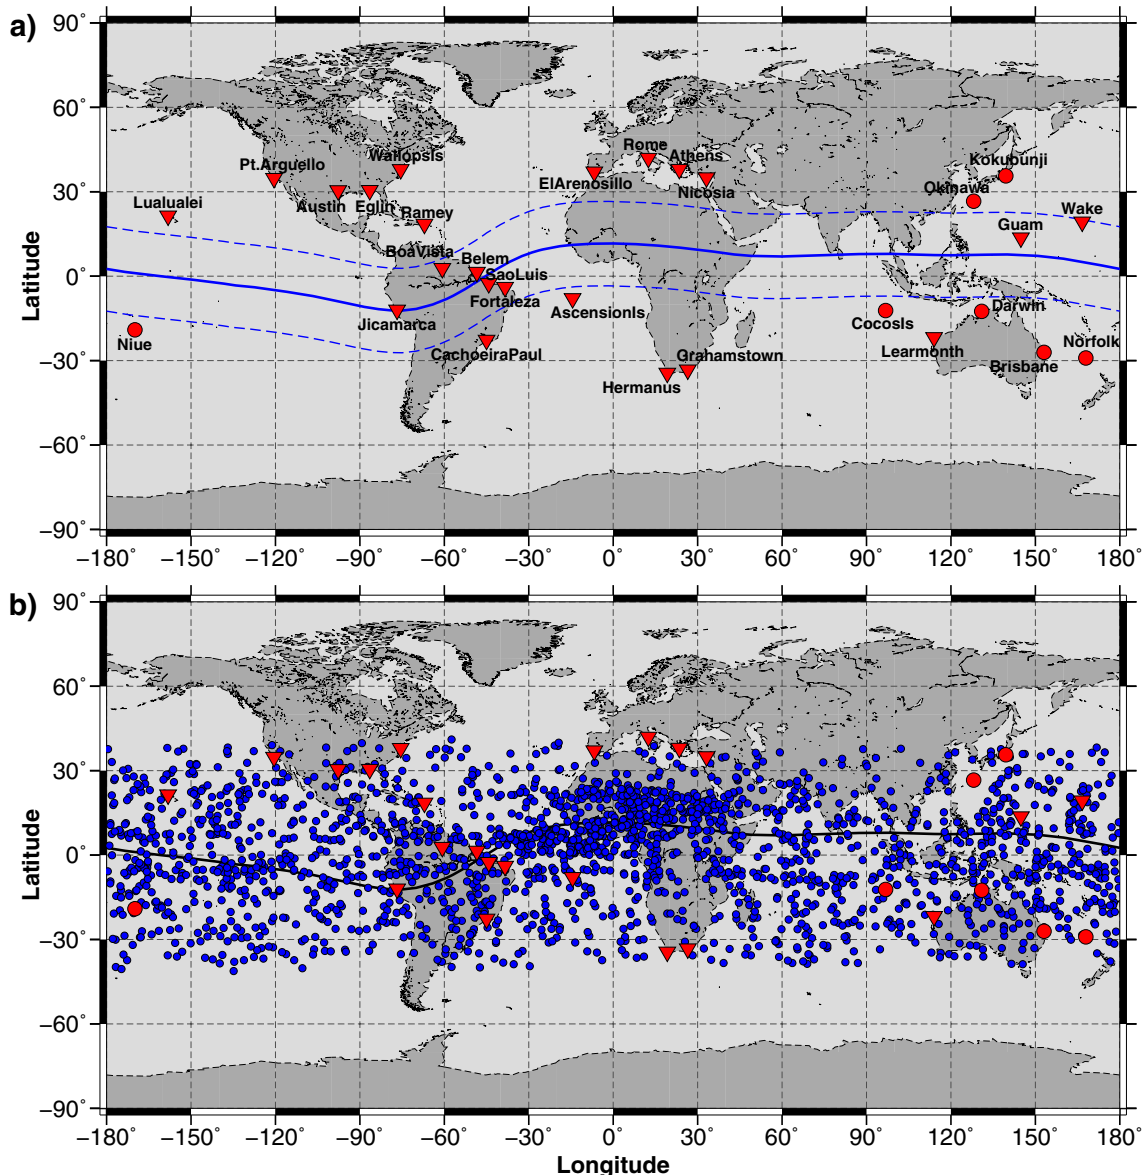 a)
90°
60°
30°
0°
−30°
−60°
−90°
Latitude
Pt.Arguello
WallopsIs
Rome
Athens
Kokubunji
ElArenosillo
Nicosia
Okinawa
Lualualei
Austin
Eglin
Ramey
Guam
Wake
BoaVista
Belem
SaoLuis
Fortaleza
AscensionIs
Darwin
Jicamarca
CocosIs
Niue
CachoeiraPaul
Grahamstown
Learmonth
Norfolk
Brisbane
Hermanus
−180° −150° −120° −90° −60° −30° 0° 30° 60° 90° 120° 150° 180°
b)
90°
60°
30°
0°
−30°
−60°
−90°
Latitude
−180° −150° −120° −90° −60° −30° 0° 30° 60° 90° 120° 150° 180°
Longitude